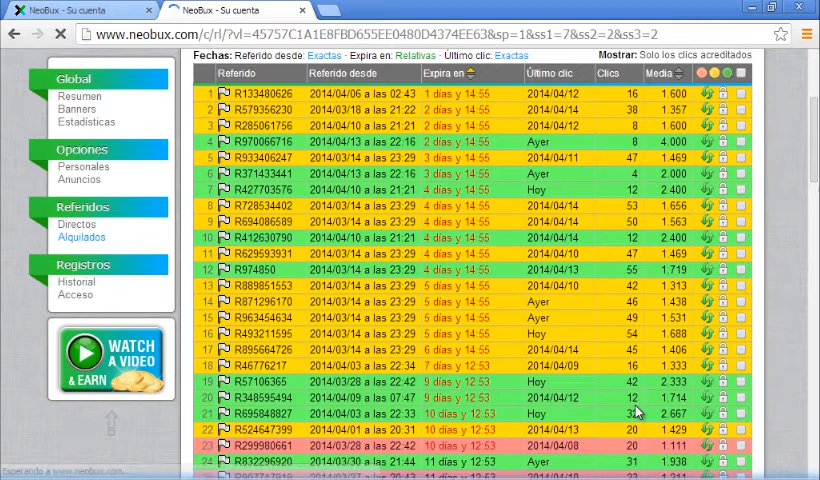 NeoBux - Su cuenta
NeoBux - Su cuenta
www.neobux.com/c/rl/?vl=45757C1A1E8FBD655EE0480D4374EE63&sp=1&ss1=7&ss2=2&ss3=2
Fechas: Referido desde: Exactas · Expira en: Relativas · Último clic: Exactas
Mostrar: Solo los clics acreditados
Global
Resumen
Banners
Estadísticas
Opciones
Personales
Anuncios
Referidos
Directos
Alquilados
Registros
Historial
Acceso
WATCH
A VIDEO
& EARN
Referido Referido desde Expira en Último clic Clics Media
1 R133480626 2014/04/06 a las 02:43 1 días y 14:55 2014/04/12 16 1.600
2 R579356230 2014/03/18 a las 21:22 2 días y 14:55 2014/04/14 38 1.357
3 R285061756 2014/04/10 a las 21:21 2 días y 14:55 2014/04/12 8 1.600
4 R970066716 2014/04/13 a las 22:16 2 días y 14:55 Ayer 8 4.000
5 R933406247 2014/03/14 a las 23:29 3 días y 14:55 2014/04/11 47 1.469
6 R371433441 2014/04/13 a las 22:16 3 días y 14:55 Ayer 4 2.000
7 R427703576 2014/04/10 a las 21:21 4 días y 14:55 Hoy 12 2.400
8 R728534402 2014/03/14 a las 23:29 4 días y 14:55 2014/04/14 53 1.656
9 R694086589 2014/03/14 a las 23:29 4 días y 14:55 2014/04/14 50 1.563
10 R412630790 2014/04/10 a las 21:21 4 días y 14:55 2014/04/14 12 2.400
11 R629593931 2014/03/14 a las 23:29 4 días y 14:55 2014/04/10 47 1.469
12 R974850 2014/03/14 a las 23:29 4 días y 14:55 2014/04/13 55 1.719
13 R889851553 2014/03/14 a las 23:29 5 días y 14:55 2014/04/10 42 1.313
14 R871296170 2014/03/14 a las 23:29 5 días y 14:55 Ayer 46 1.438
15 R963454634 2014/03/14 a las 23:29 5 días y 14:55 Ayer 49 1.531
16 R493211595 2014/03/14 a las 23:29 5 días y 14:55 Hoy 54 1.688
17 R895664726 2014/03/14 a las 23:29 5 días y 14:55 2014/04/14 45 1.406
18 R46776217 2014/04/03 a las 22:34 7 días y 12:53 2014/04/09 16 1.333
19 R57106365 2014/03/28 a las 22:42 9 días y 12:53 Hoy 42 2.333
20 R348595494 2014/04/09 a las 07:47 9 días y 12:53 2014/04/14 12 1.714
21 R695848827 2014/04/03 a las 22:33 10 días y 12:53 Hoy 2.667
22 R524647399 2014/04/01 a las 20:31 10 días y 12:53 2014/04/13 20 1.429
23 R299980661 2014/03/28 a las 22:42 10 días y 12:53 2014/04/08 20 1.111
24 R832296920 2014/03/30 a las 21:44 11 días y 12:53 Ayer 31 1.938
Esperando a www.neobux.com...